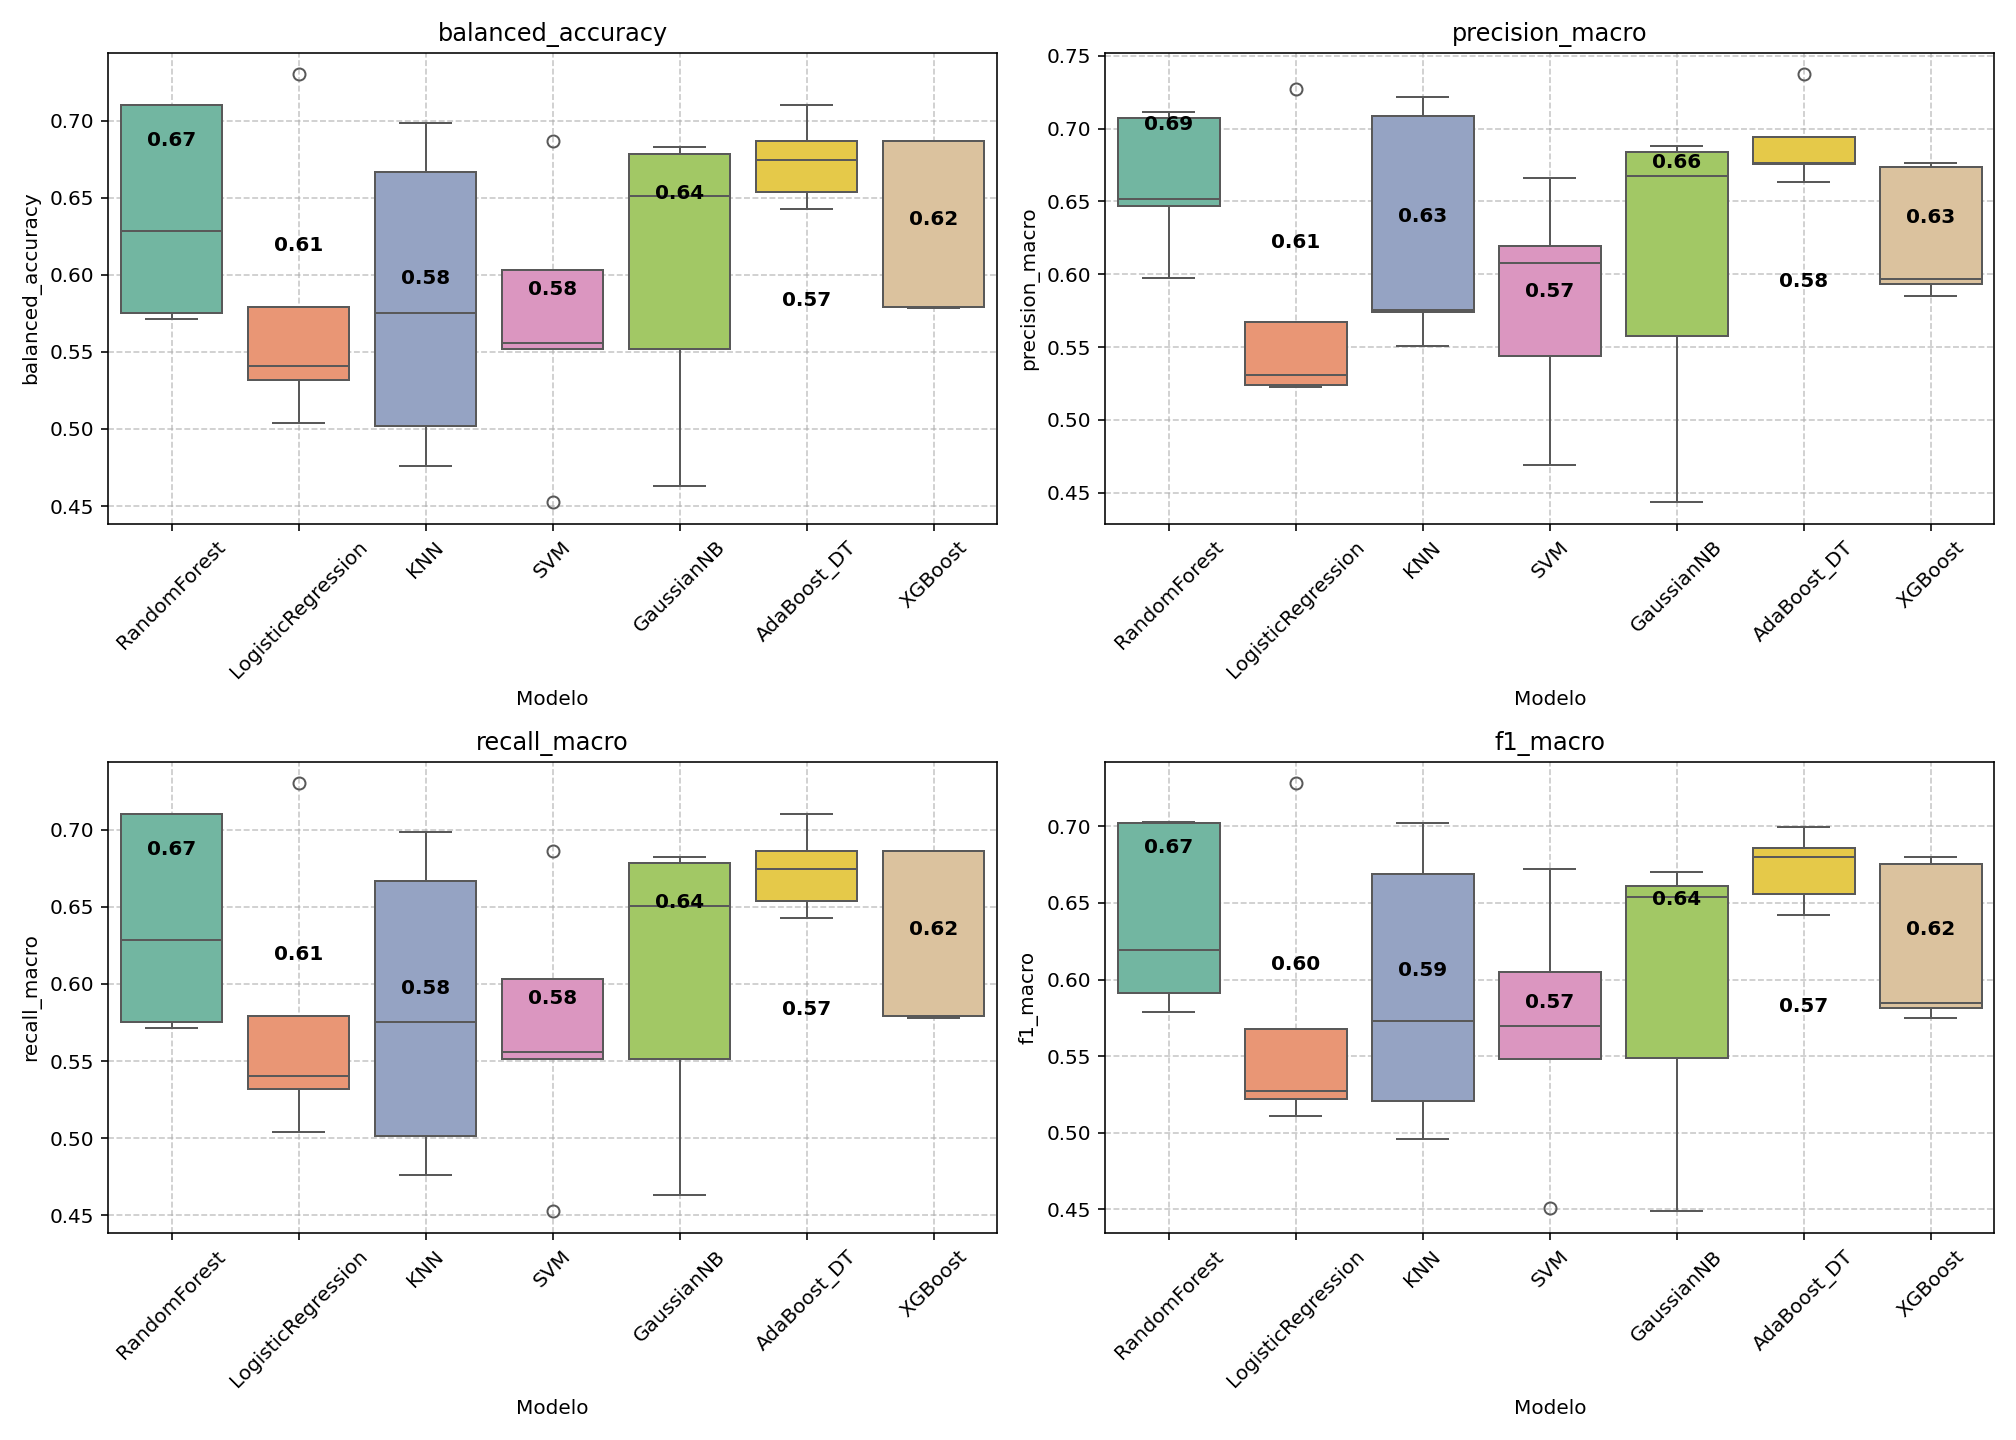 balanced_accuracy
balanced_accuracy
0.70
0.65
0.60
0.55
0.50
0.45
0.67
0.61
0.58
0.58
0.64
0.57
0.62
RandomForest
LogisticRegression
KNN
SVM
GaussianNB
AdaBoost_DT
XGBoost
Modelo
precision_macro
precision_macro
0.75
0.70
0.65
0.60
0.55
0.50
0.45
0.69
0.61
0.63
0.57
0.66
0.58
0.63
RandomForest
LogisticRegression
KNN
SVM
GaussianNB
AdaBoost_DT
XGBoost
Modelo
recall_macro
recall_macro
0.70
0.65
0.60
0.55
0.50
0.45
0.67
0.61
0.58
0.58
0.64
0.57
0.62
RandomForest
LogisticRegression
KNN
SVM
GaussianNB
AdaBoost_DT
XGBoost
Modelo
f1_macro
f1_macro
0.70
0.65
0.60
0.55
0.50
0.45
0.67
0.60
0.59
0.57
0.64
0.57
0.62
RandomForest
LogisticRegression
KNN
SVM
GaussianNB
AdaBoost_DT
XGBoost
Modelo